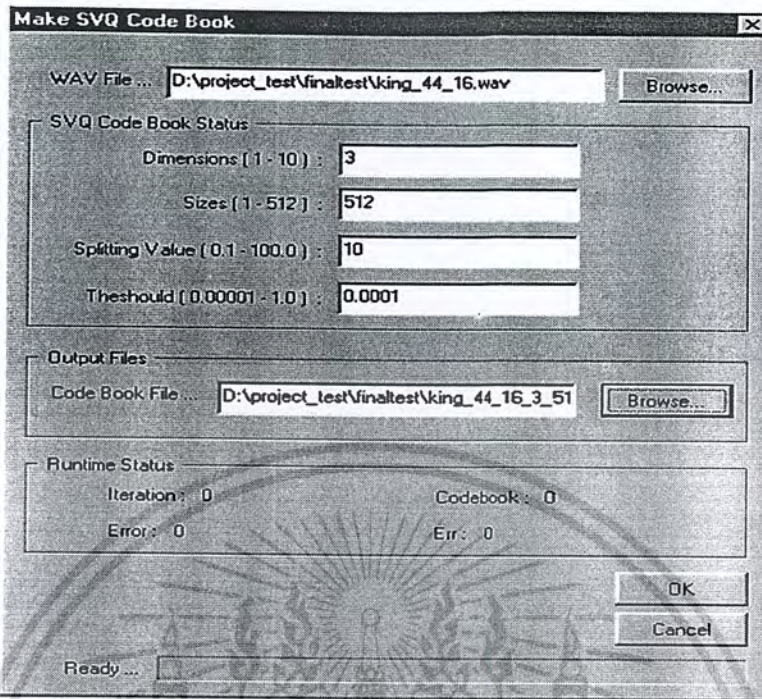 Make SVQ Code Book
WAV File ... D:\project_test\finaltest\king_44_16.wav Browse...
SVQ Code Book Status
Dimensions ( 1 - 10 ) : 3
Sizes ( 1 - 512 ) : 512
Splitting Value ( 0.1 - 100.0 ) : 10
Theshould ( 0.00001 - 1.0 ) : 0.0001
Output Files
Code Book File ... D:\project_test\finaltest\king_44_16_3_51 Browse...
Runtime Status
Iteration : 0 Codebook : 0
Error : 0 Err : 0
OK
Cancel
Ready ...